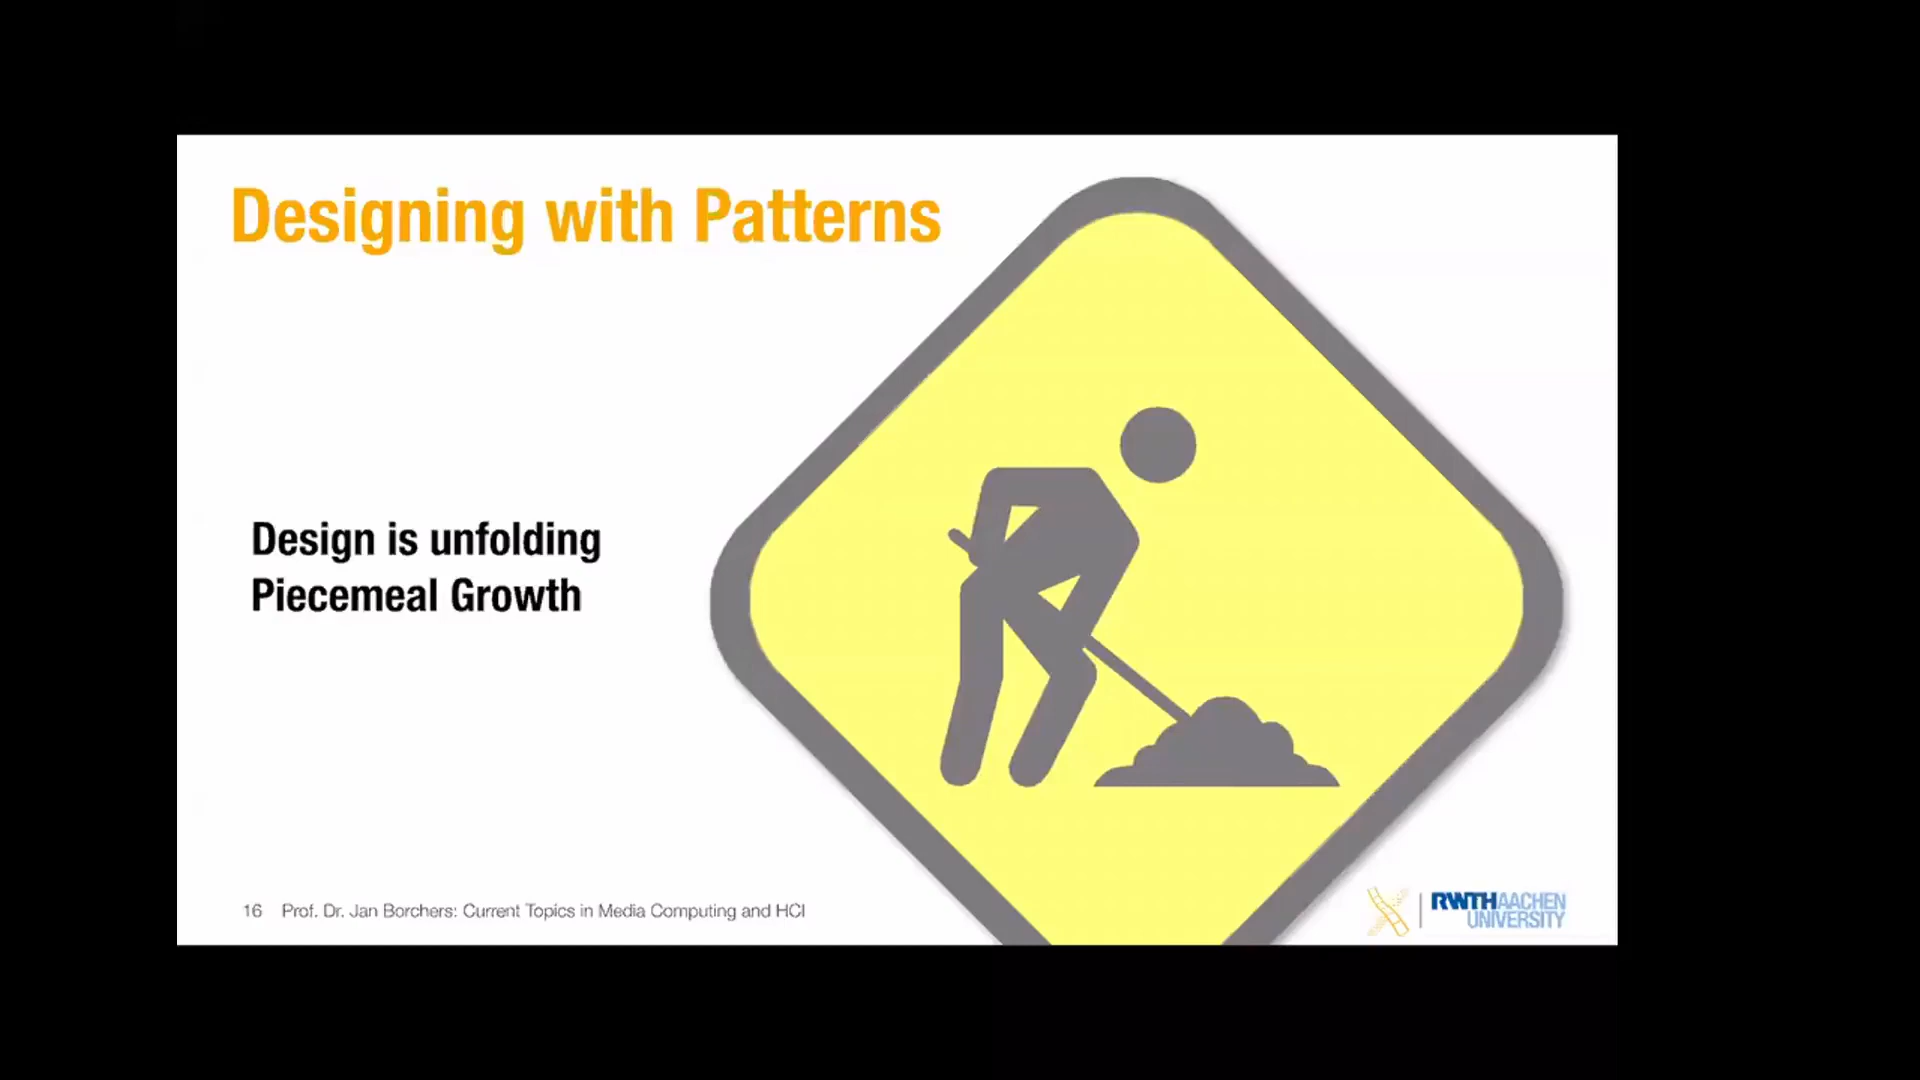 Designing with Patterns
Design is unfolding
Piecemeal Growth
16 Prof. Dr. Jan Borchers: Current Topics in Media Computing and HCI
RWTHAACHEN
UNIVERSITY